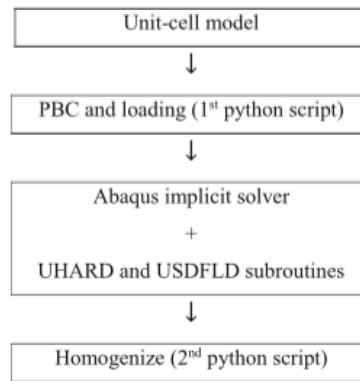 Unit-cell model
↓
PBC and loading (1st python script)
↓
Abaqus implicit solver
+
UHARD and USDFLD subroutines
↓
Homogenize (2nd python script)